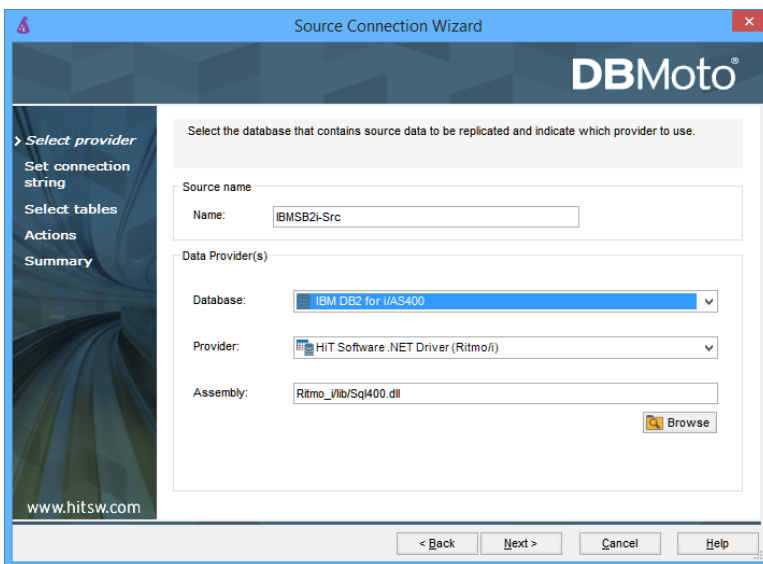 Source Connection Wizard
DBMoto®
Select provider
Set connection
string
Select tables
Actions
Summary
www.hitsw.com
Select the database that contains source data to be replicated and indicate which provider to use.
Source name
Name: IBMSB2i-Src
Data Provider(s)
Database: IBM DB2 for i/AS400
Provider: HiT Software .NET Driver (Ritmo/i)
Assembly: Ritmo_i/lib/Sql400.dll
Browse
< Back Next > Cancel Help